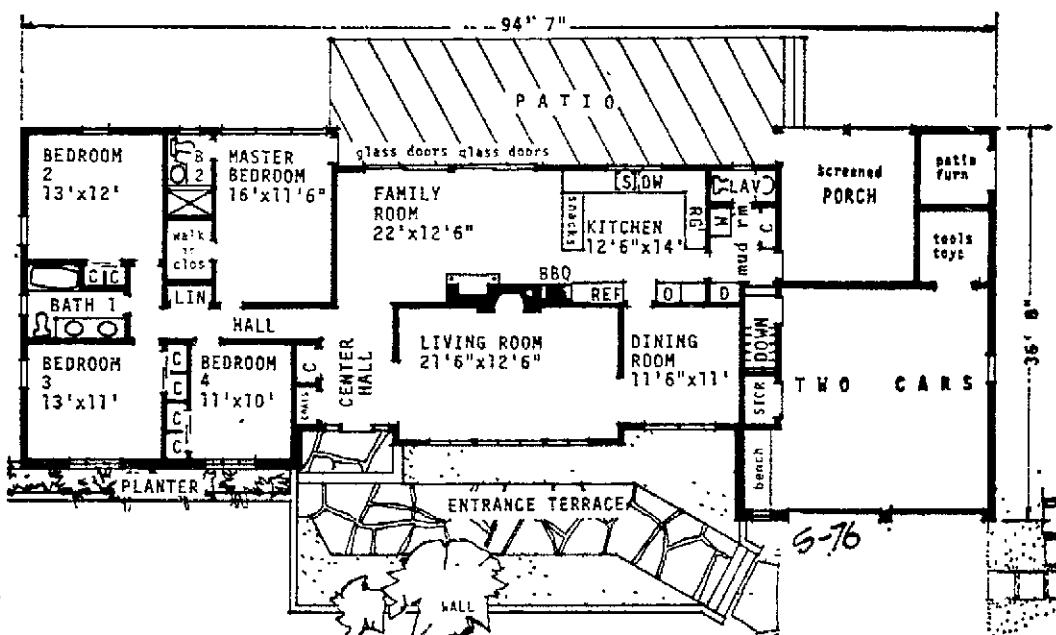 94' 7"
PATIO
glass doors glass doors
BEDROOM
2
13'x12'
B
2
MASTER
BEDROOM
16'x11'6"
FAMILY
ROOM
22'x12'6"
S DW
snacks
KITCHEN
12'6"x14'
RG
LAV
W
C
mud rm
screened
PORCH
patio
furn
tools
toys
walk
in
clos
C C
BATH 1
LIN
HALL
BBQ
REF
O
D
LIVING ROOM
21'6"x12'6"
DINING
ROOM
11'6"x11'
DOWN
STOR
TWO CARS
36' 8"
BEDROOM
3
13'x11'
C
C
C
C
BEDROOM
4
11'x10'
C
CENTER
HALL
bench
PLANTER
ENTRANCE TERRACE
S-76
WALL